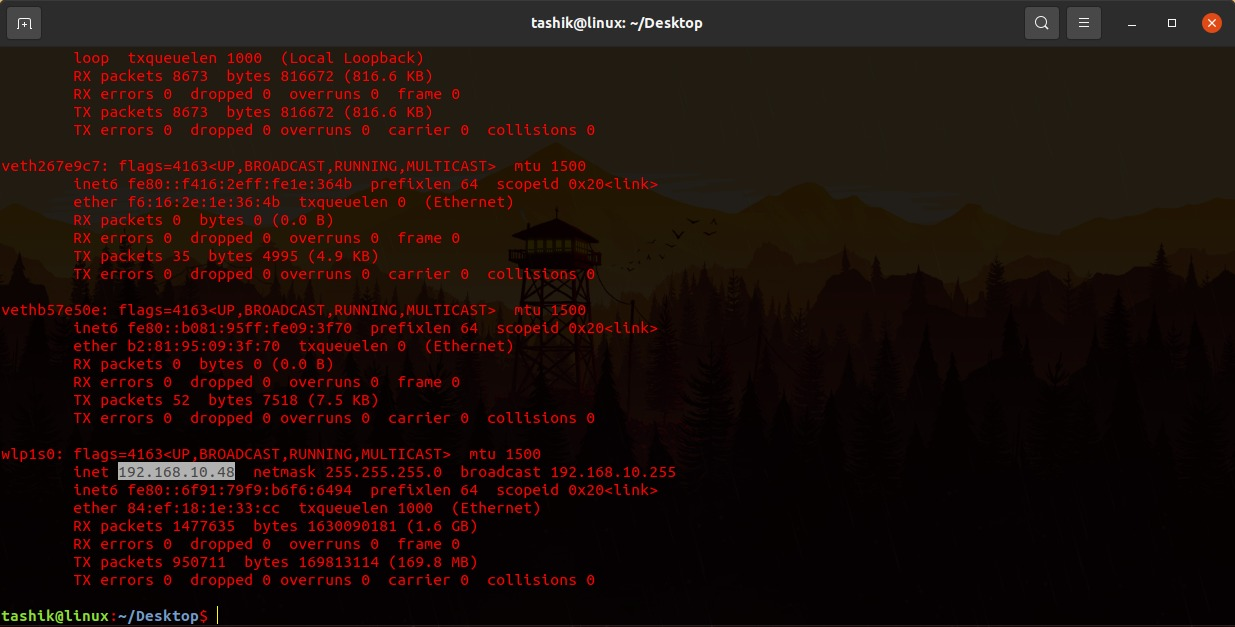 tashik@linux: ~/Desktop
loop  txqueuelen 1000  (Local Loopback)
RX packets 8673  bytes 816672 (816.6 KB)
RX errors 0  dropped 0  overruns 0  frame 0
TX packets 8673  bytes 816672 (816.6 KB)
TX errors 0  dropped 0 overruns 0  carrier 0  collisions 0
veth267e9c7: flags=4163<UP,BROADCAST,RUNNING,MULTICAST>  mtu 1500
inet6 fe80::f416:2eff:fe1e:364b  prefixlen 64  scopeid 0x20<link>
ether f6:16:2e:1e:36:4b  txqueuelen 0  (Ethernet)
RX packets 0  bytes 0 (0.0 B)
RX errors 0  dropped 0  overruns 0  frame 0
TX packets 35  bytes 4995 (4.9 KB)
TX errors 0  dropped 0 overruns 0  carrier 0  collisions 0
vethb57e50e: flags=4163<UP,BROADCAST,RUNNING,MULTICAST>  mtu 1500
inet6 fe80::b081:95ff:fe09:3f70  prefixlen 64  scopeid 0x20<link>
ether b2:81:95:09:3f:70  txqueuelen 0  (Ethernet)
RX packets 0  bytes 0 (0.0 B)
RX errors 0  dropped 0  overruns 0  frame 0
TX packets 52  bytes 7518 (7.5 KB)
TX errors 0  dropped 0 overruns 0  carrier 0  collisions 0
wlp1s0: flags=4163<UP,BROADCAST,RUNNING,MULTICAST>  mtu 1500
inet 192.168.10.48  netmask 255.255.255.0  broadcast 192.168.10.255
inet6 fe80::6f91:79f9:b6f6:6494  prefixlen 64  scopeid 0x20<link>
ether 84:ef:18:1e:33:cc  txqueuelen 1000  (Ethernet)
RX packets 1477635  bytes 1630090181 (1.6 GB)
RX errors 0  dropped 0  overruns 0  frame 0
TX packets 950711  bytes 169813114 (169.8 MB)
TX errors 0  dropped 0 overruns 0  carrier 0  collisions 0
tashik@linux:~/Desktop$